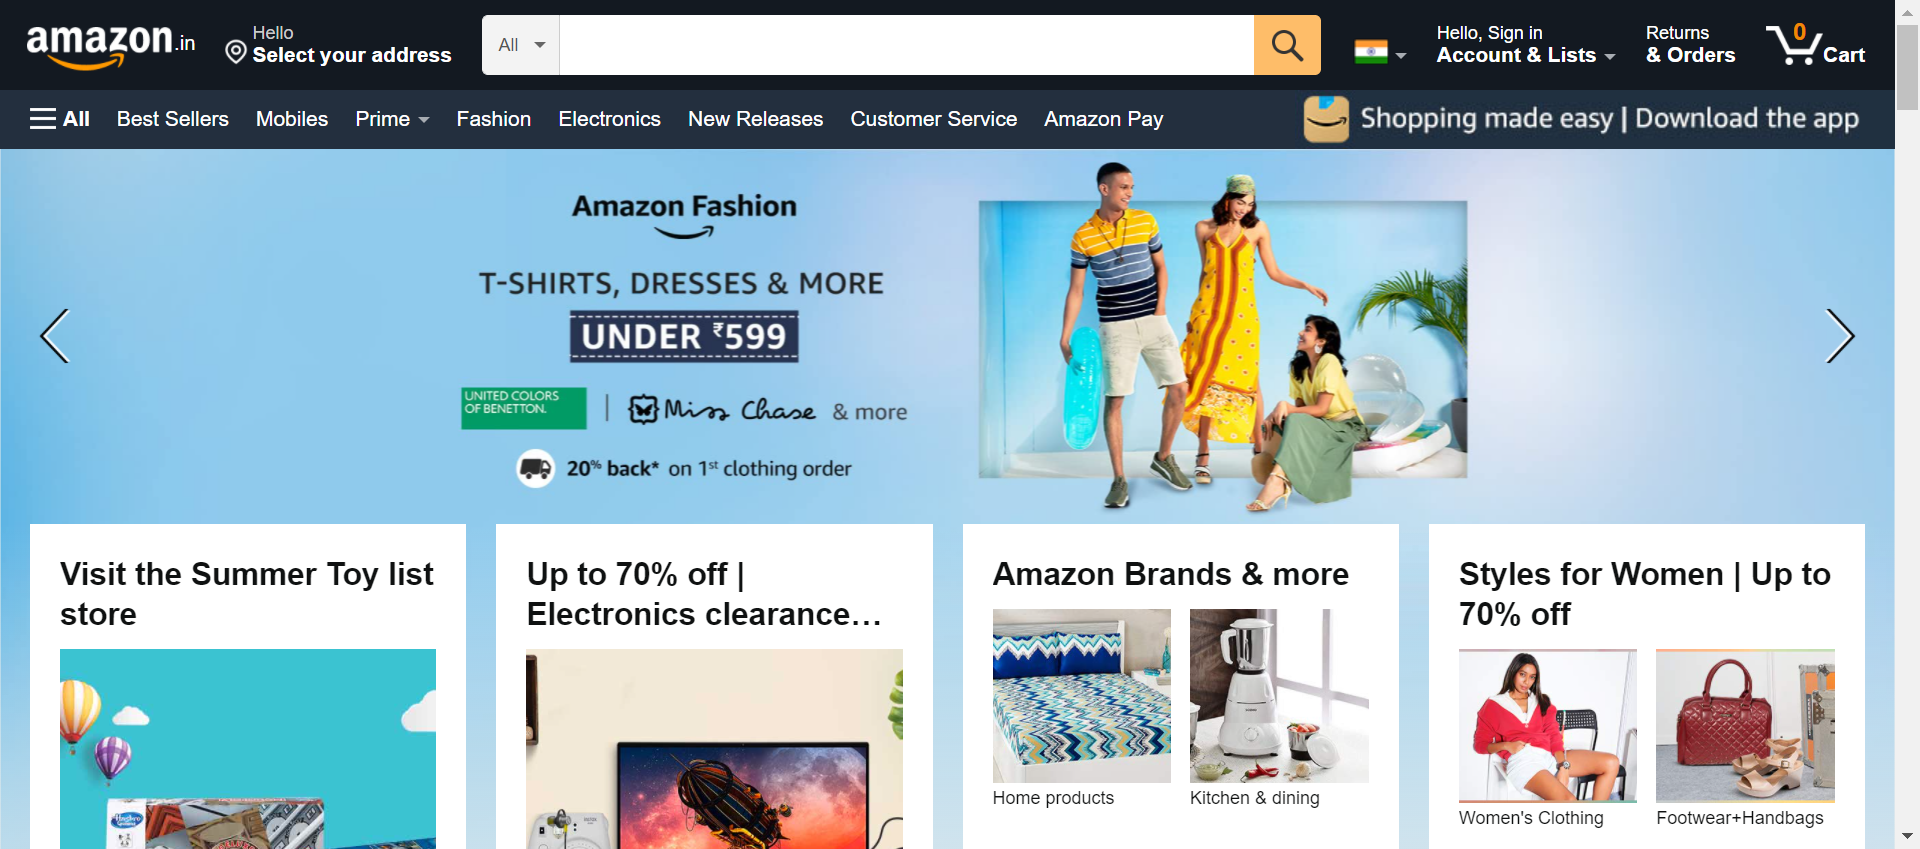 amazon.in
Hello
Select your address
All
Hello, Sign in
Account & Lists
Returns
& Orders
0
Cart
All
Best Sellers
Mobiles
Prime
Fashion
Electronics
New Releases
Customer Service
Amazon Pay
Shopping made easy | Download the app
Amazon Fashion
T-SHIRTS, DRESSES & MORE
UNDER ₹599
UNITED COLORS
OF BENETTON.
Miss Chase & more
20% back* on 1st clothing order
Visit the Summer Toy list
store
Up to 70% off |
Electronics clearance…
Amazon Brands & more
Home products
Kitchen & dining
Styles for Women | Up to
70% off
Women's Clothing
Footwear+Handbags
Hasbro